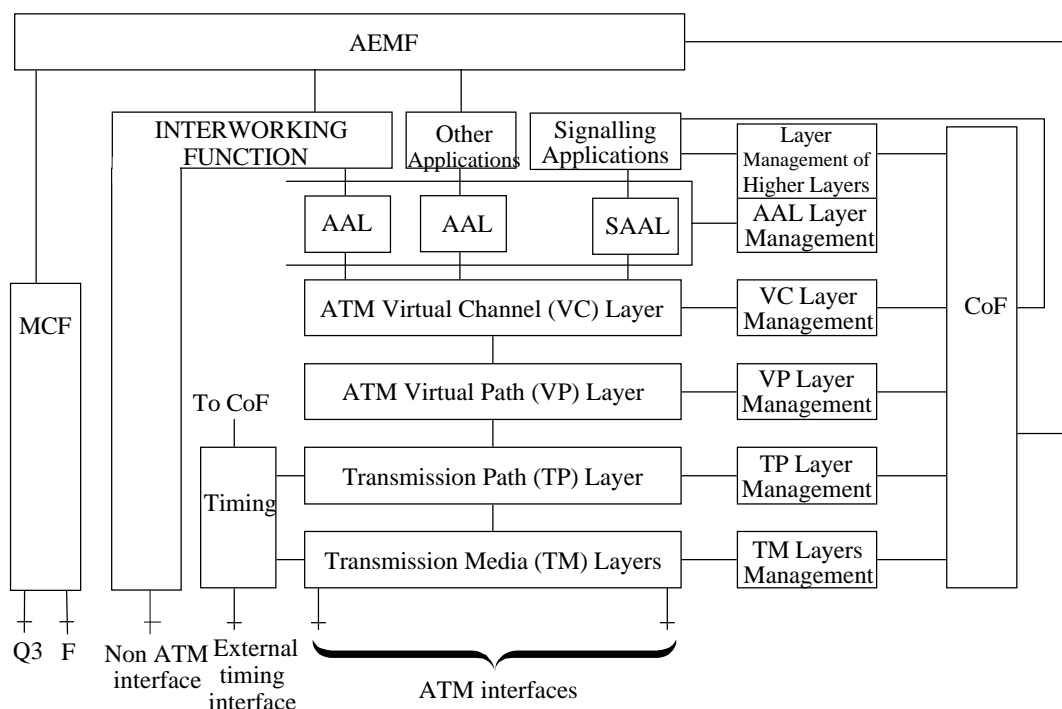 AEMF
INTERWORKING
FUNCTION
Other
Applications
Signalling
Applications
Layer
Management of
Higher Layers
AAL
AAL
SAAL
AAL Layer
Management
MCF
ATM Virtual Channel (VC) Layer
VC Layer
Management
CoF
ATM Virtual Path (VP) Layer
VP Layer
Management
To CoF
Timing
Transmission Path (TP) Layer
TP Layer
Management
Transmission Media (TM) Layers
TM Layers
Management
Q3
F
Non ATM
interface
External
timing
interface
ATM interfaces